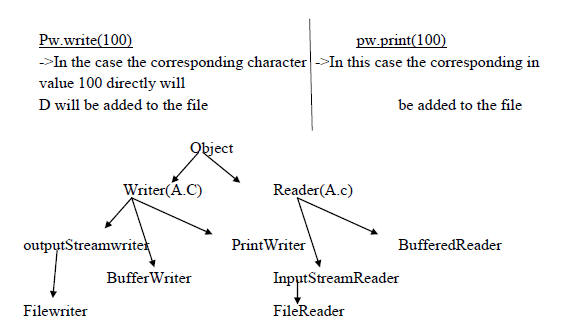 Pw.write(100) pw.print(100)
->In the case the corresponding character ->In this case the corresponding in
value 100 directly will
D will be added to the file be added to the file
Object
Writer(A.C) Reader(A.c)
outputStreamwriter PrintWriter BufferedReader
BufferWriter InputStreamReader
Filewriter FileReader